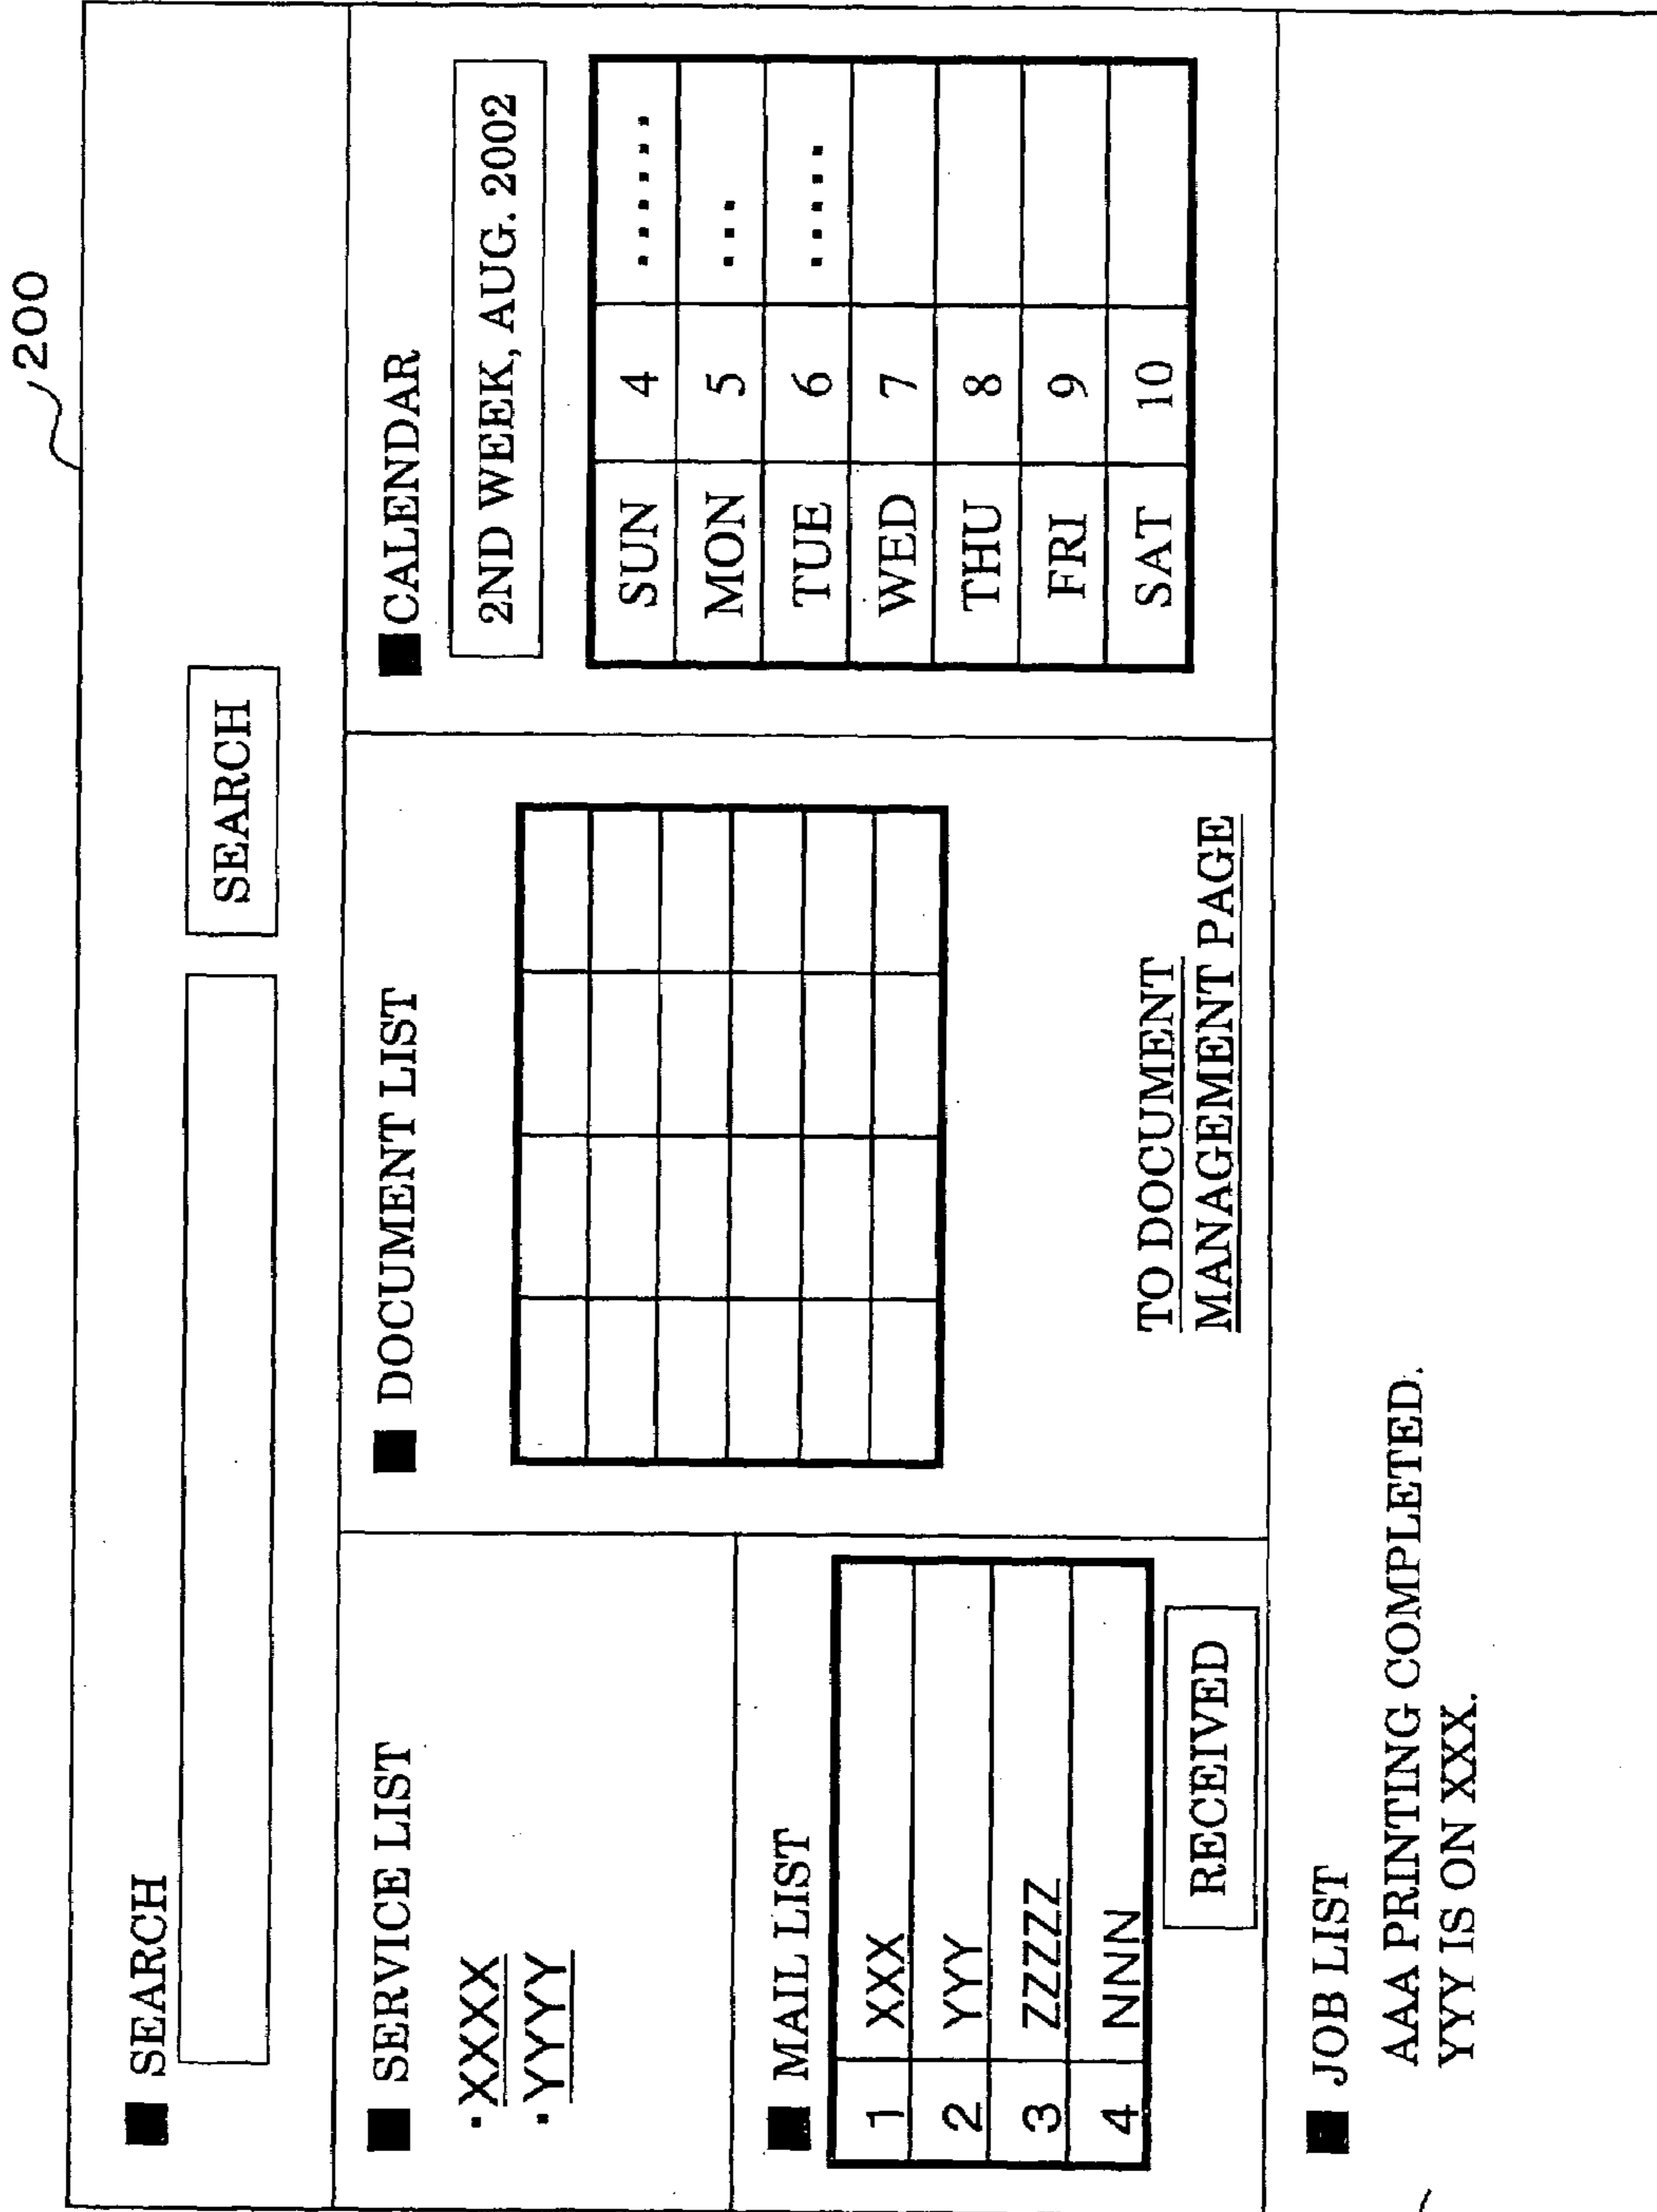 200
■ SEARCH
SEARCH
■ SERVICE LIST
·XXXX
·YYYY
■ MAIL LIST
1 XXX
2 YYY
3 ZZZZZ
4 NNN
RECEIVED
■ DOCUMENT LIST
TO DOCUMENT
MANAGEMENT PAGE
■CALENDAR
2ND WEEK, AUG. 2002
SUN 4 ......
MON 5 ...
TUE 6 .....
WED 7
THU 8
FRI 9
SAT 10
■ JOB LIST
AAA PRINTING COMPLETED.
YYY IS ON XXX.